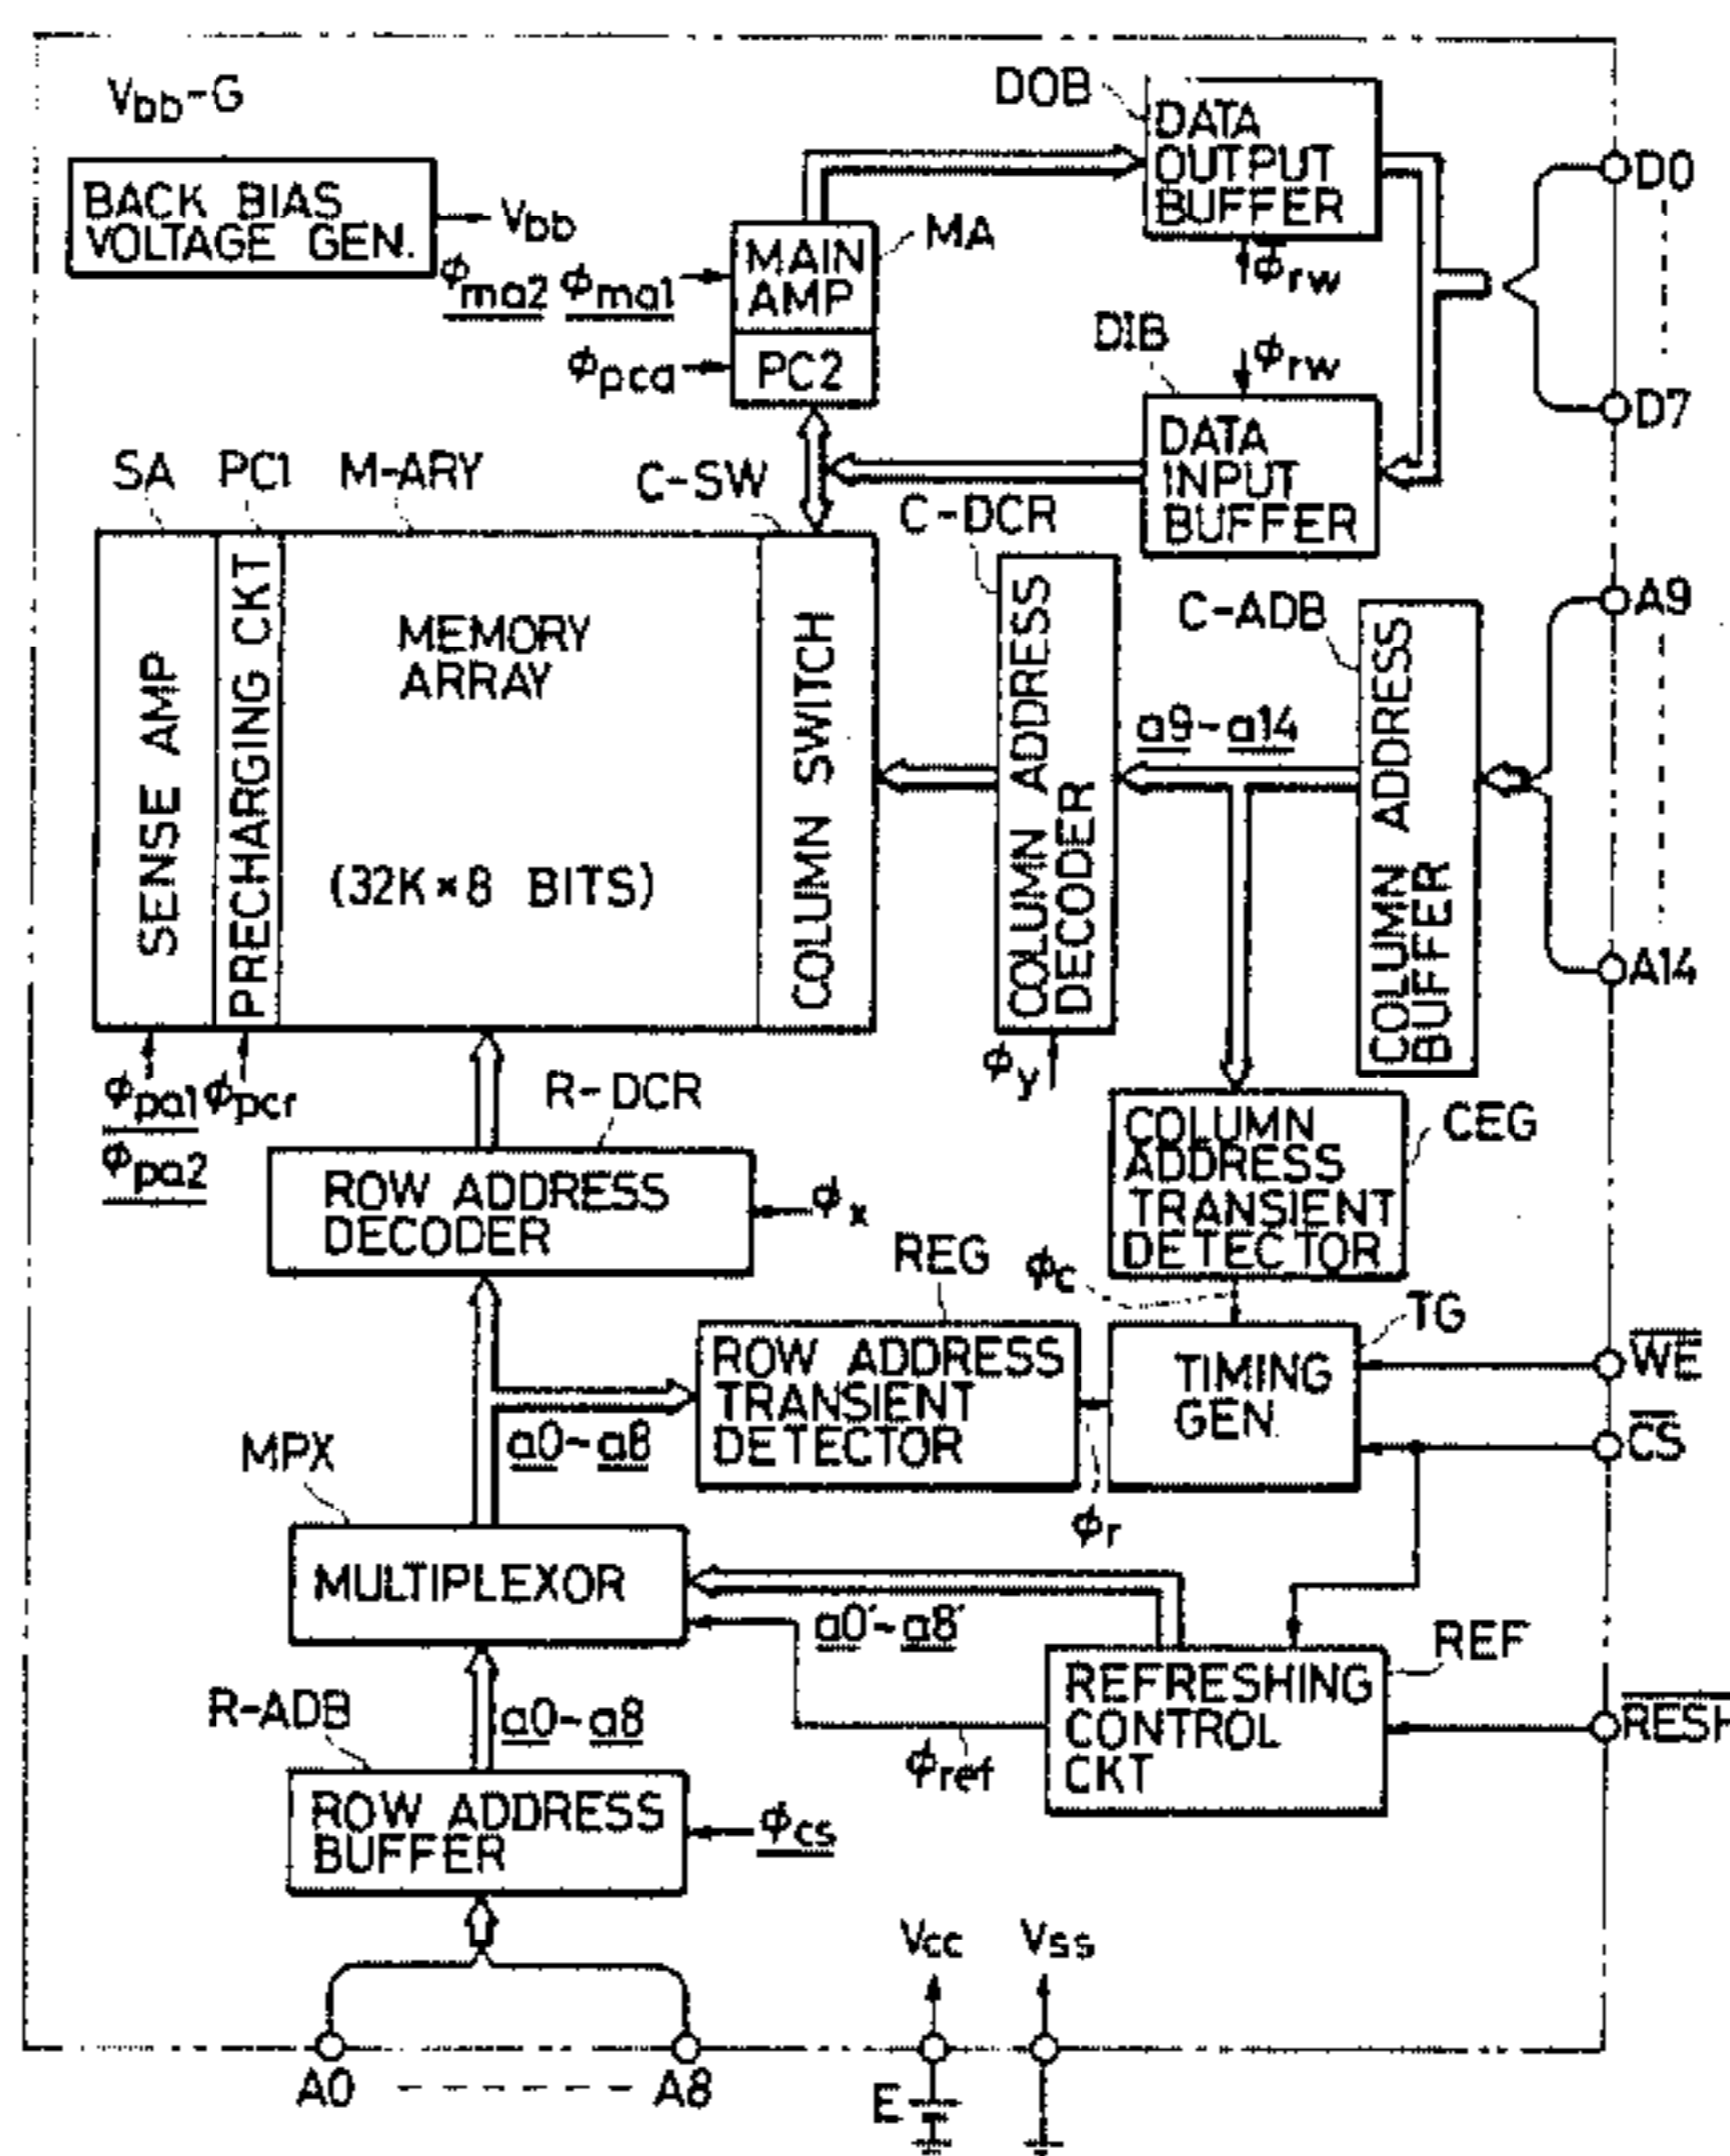 Vbb-G
BACK BIAS
VOLTAGE GEN.
Vbb
ϕma2 ϕma1
MAIN
AMP
MA
ϕpca
PC2
DOB
DATA
OUTPUT
BUFFER
ϕrw
DIB
ϕrw
DATA
INPUT
BUFFER
D0
D7
SA
PC1
M-ARY
C-SW
C-DCR
C-ADB
SENSE AMP
PRECHARGING CKT
MEMORY
ARRAY
(32K×8 BITS)
COLUMN SWITCH
COLUMN ADDRESS
DECODER
a9~a14
COLUMN ADDRESS
BUFFER
A9
A14
ϕpa1
ϕpa2
ϕpcr
ϕy
R-DCR
ROW ADDRESS
DECODER
ϕx
COLUMN
ADDRESS
TRANSIENT
DETECTOR
CEG
ϕc
REG
ROW ADDRESS
TRANSIENT
DETECTOR
TG
TIMING
GEN.
W̅E̅
C̅S̅
a0~a8
ϕr
MPX
MULTIPLEXOR
a0'~a8'
REF
REFRESHING
CONTROL
CKT
R̅E̅S̅H̅
ϕref
R-ADB
a0~a8
ROW ADDRESS
BUFFER
ϕcs
Vcc
Vss
A0
A8
E